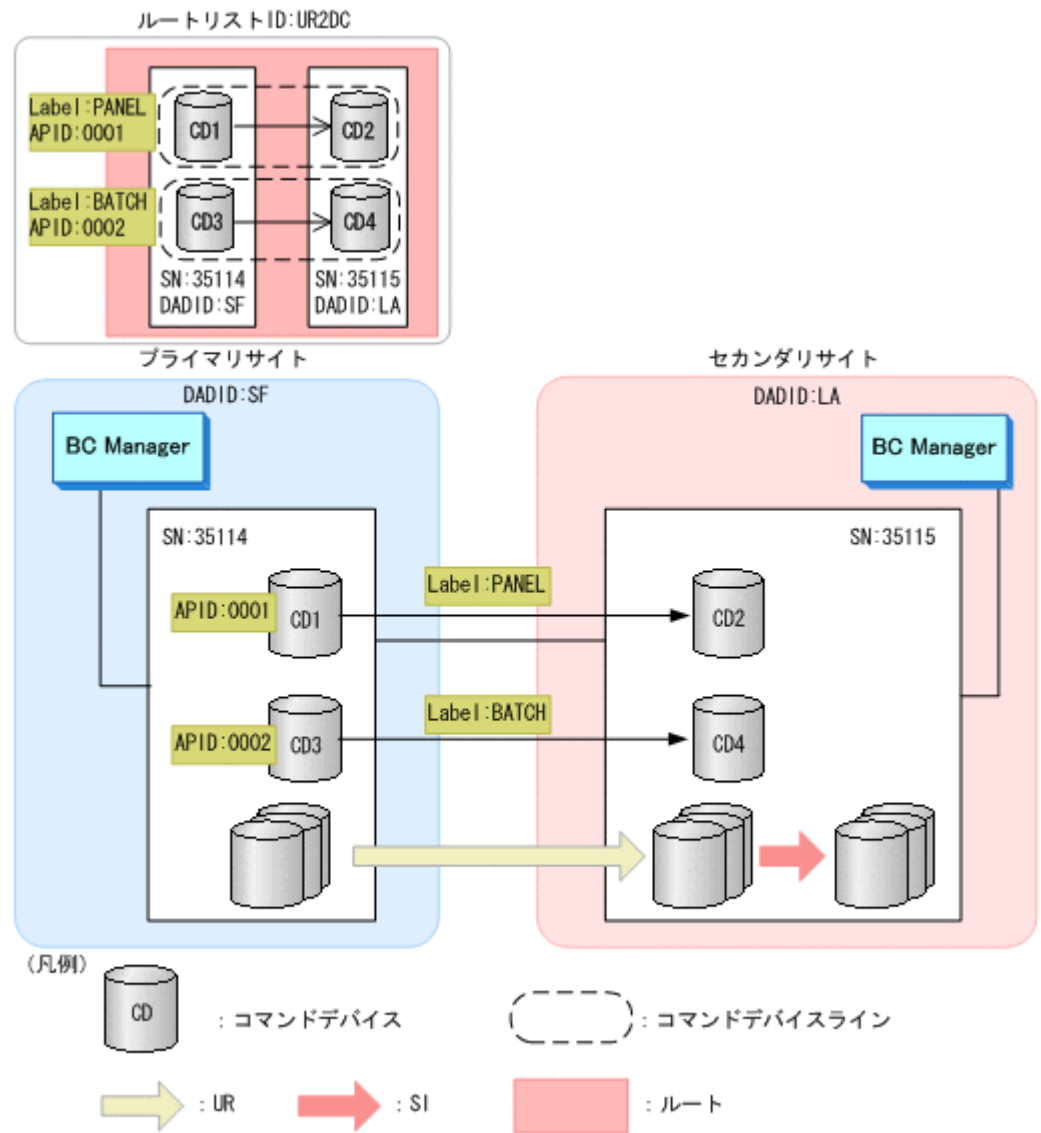 ルートリストID:UR2DC
Label:PANEL
APID:0001
CD1
CD2
Label:BATCH
APID:0002
CD3
CD4
SN:35114
DADID:SF
SN:35115
DADID:LA
プライマリサイト
セカンダリサイト
DADID:SF
DADID:LA
BC Manager
BC Manager
SN:35114
SN:35115
Label:PANEL
APID:0001
CD1
CD2
Label:BATCH
APID:0002
CD3
CD4
(凡例)
CD
:コマンドデバイス
:コマンドデバイスライン
:UR
:SI
:ルート